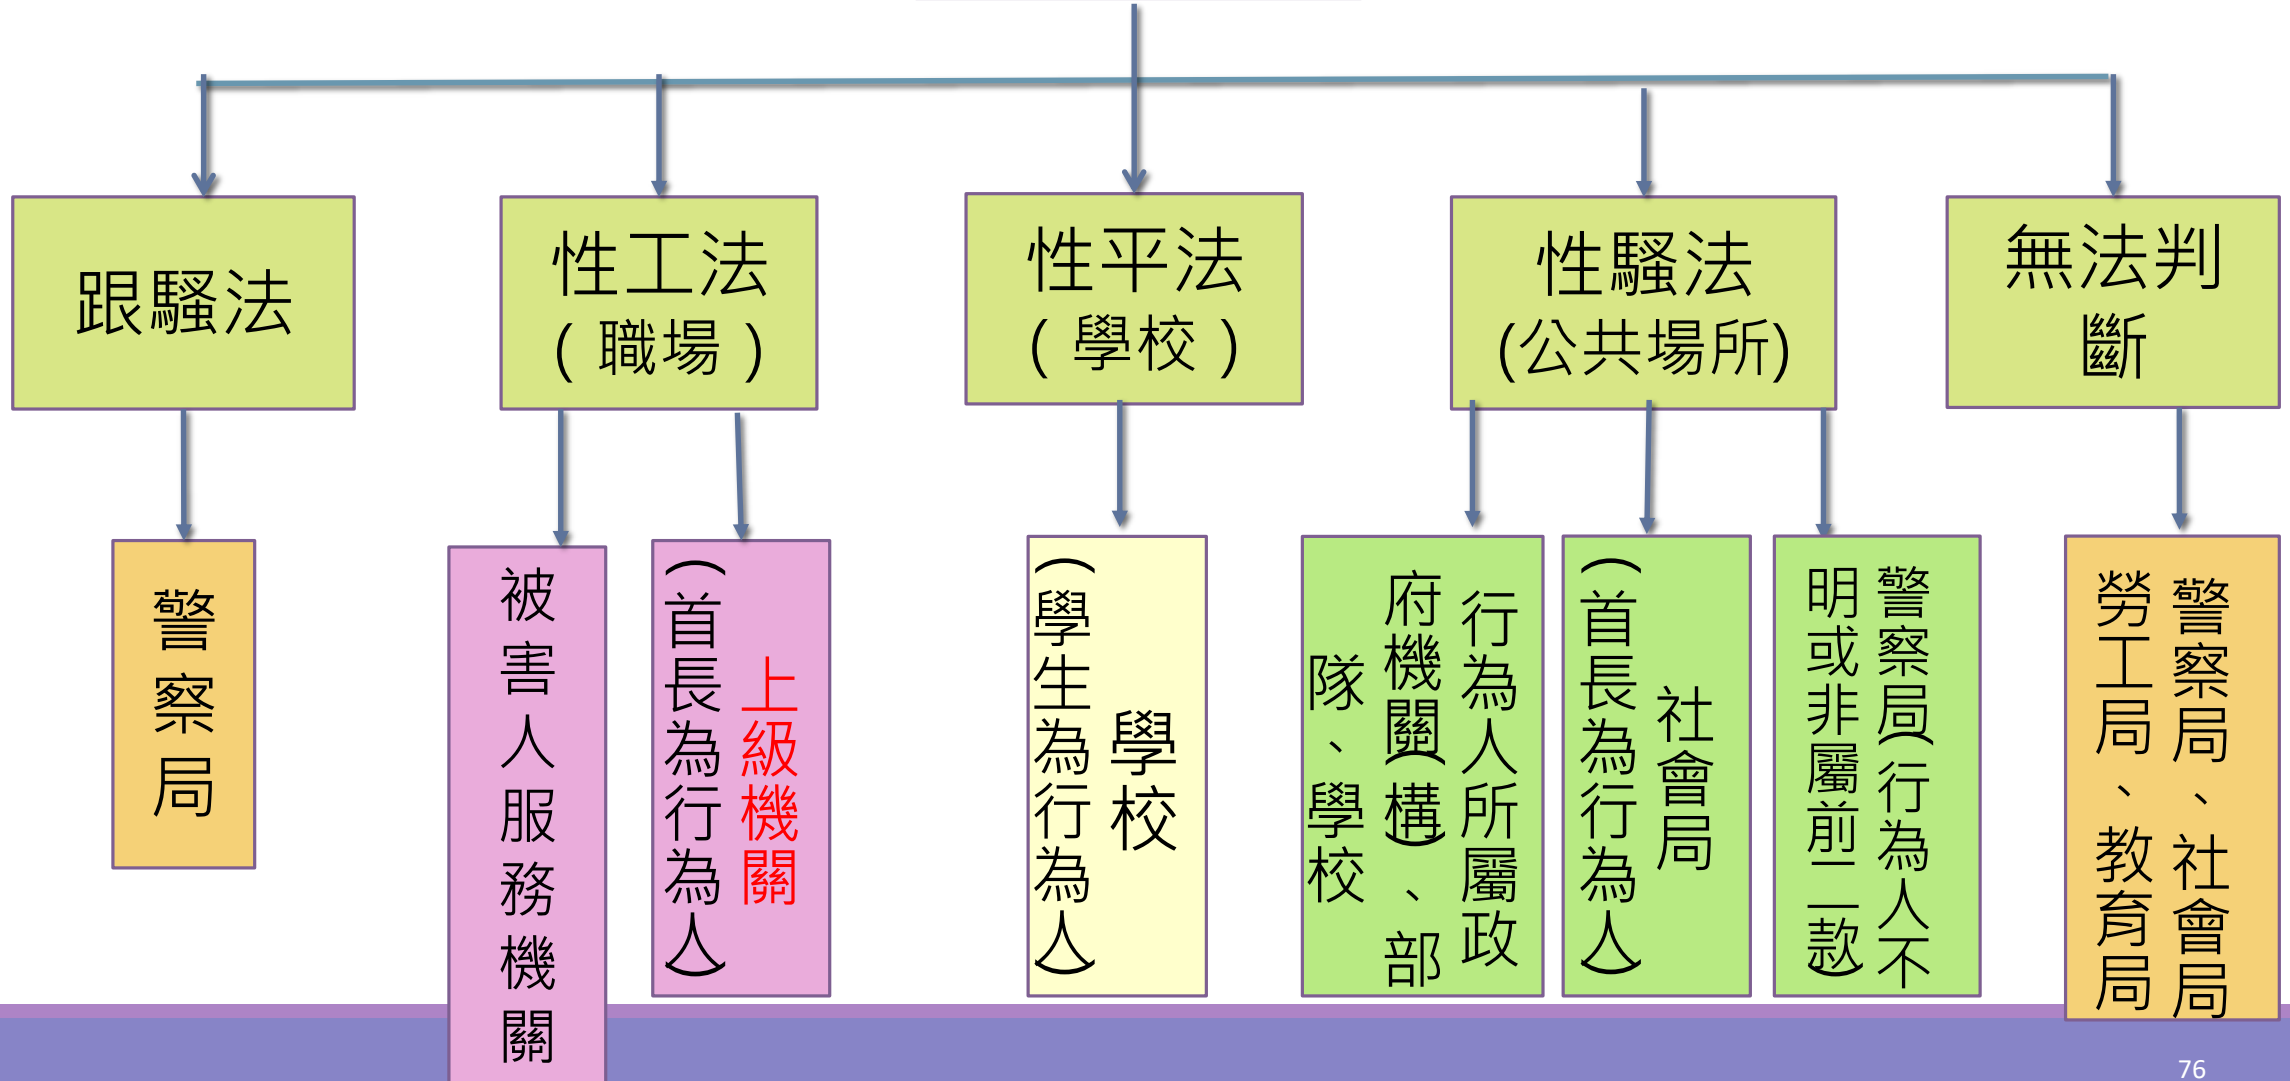 跟騷法
性工法
( 職場 )
性平法
( 學校 )
性騷法
(公共場所)
無法判
斷
警察局
被害人服務機關
上級機關
(首長為行為人)
學校
(學生為行為人)
行為人所屬政
府機關(構)、部
隊、學校
社會局
(首長為行為人)
警察局(行為人不
明或非屬前二款)
警察局、社會局
勞工局、教育局
76